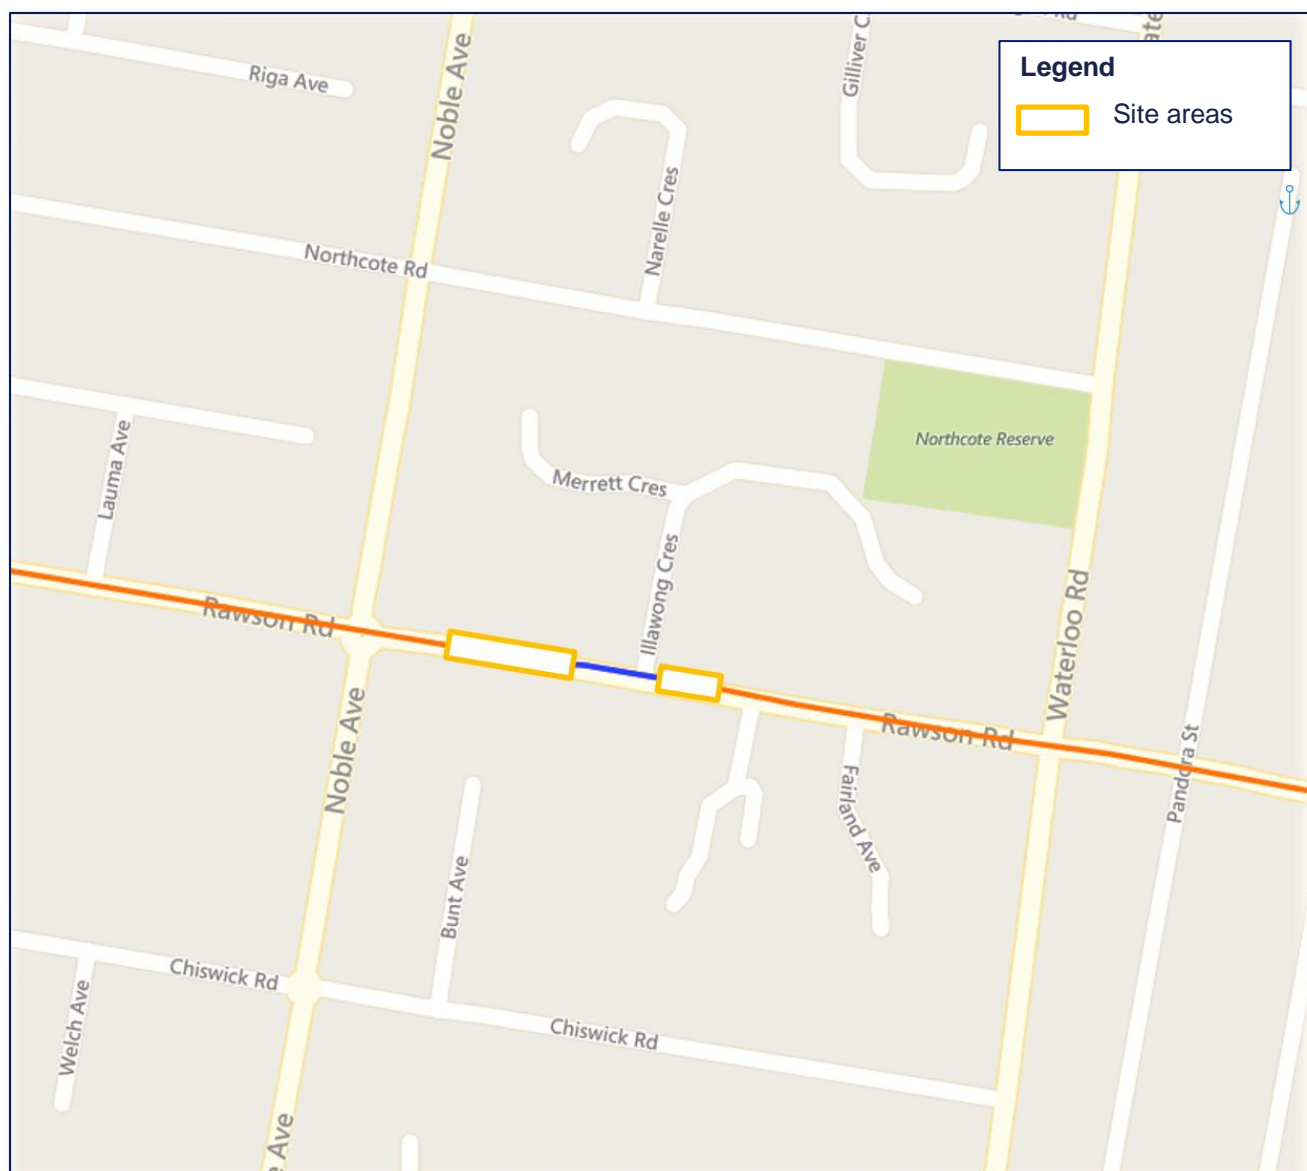 Legend
Site areas
Riga Ave
Noble Ave
Narelle Cres
Northcote Rd
Northcote Reserve
Merrett Cres
Lauma Ave
Illawong Cres
Rawson Rd
Waterloo Rd
Rawson Rd
Noble Ave
Pandora St
Fairland Ave
Bunt Ave
Chiswick Rd
Welch Ave
Chiswick Rd
Ave